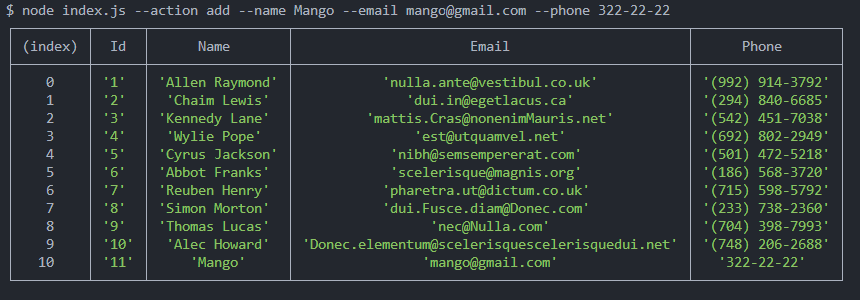 $ node index.js --action add --name Mango --email mango@gmail.com --phone 322-22-22
(index) Id Name Email Phone
0 '1' 'Allen Raymond' 'nulla.ante@vestibul.co.uk' '(992) 914-3792'
1 '2' 'Chaim Lewis' 'dui.in@egetlacus.ca' '(294) 840-6685'
2 '3' 'Kennedy Lane' 'mattis.Cras@nonenimMauris.net' '(542) 451-7038'
3 '4' 'Wylie Pope' 'est@utquamvel.net' '(692) 802-2949'
4 '5' 'Cyrus Jackson' 'nibh@semsempererat.com' '(501) 472-5218'
5 '6' 'Abbot Franks' 'scelerisque@magnis.org' '(186) 568-3720'
6 '7' 'Reuben Henry' 'pharetra.ut@dictum.co.uk' '(715) 598-5792'
7 '8' 'Simon Morton' 'dui.Fusce.diam@Donec.com' '(233) 738-2360'
8 '9' 'Thomas Lucas' 'nec@Nulla.com' '(704) 398-7993'
9 '10' 'Alec Howard' 'Donec.elementum@scelerisquescelerisquedui.net' '(748) 206-2688'
10 '11' 'Mango' 'mango@gmail.com' '322-22-22'